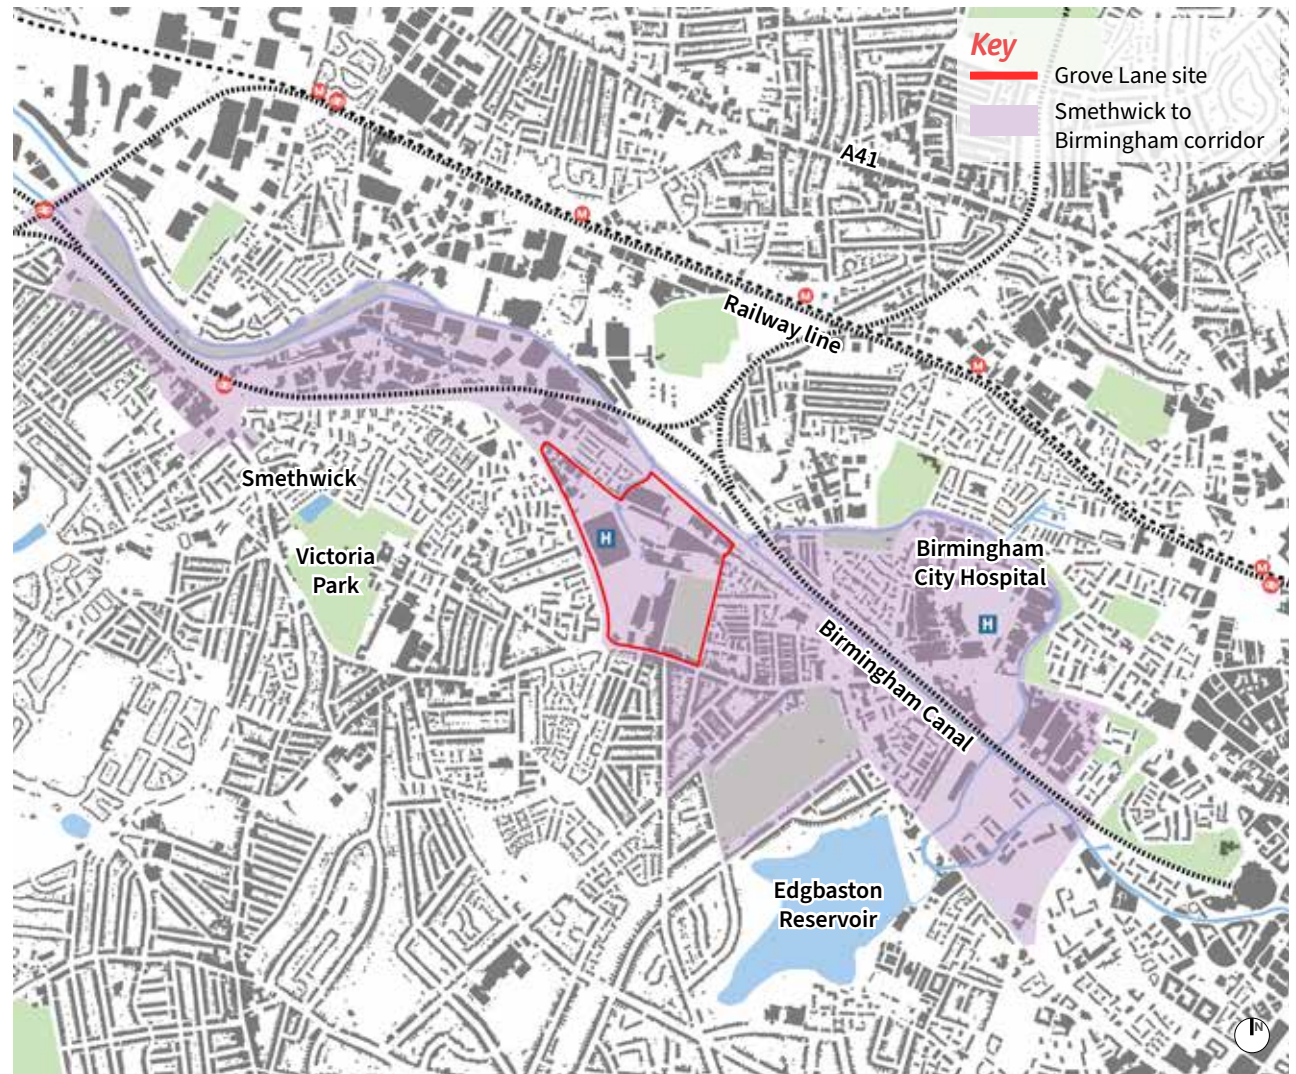 Key
Grove Lane site
Smethwick to
Birmingham corridor
A41
M
M
M
Railway line
M
M
Smethwick
Victoria
Park
H
Birmingham
City Hospital
H
Birmingham Canal
Edgbaston
Reservoir
N